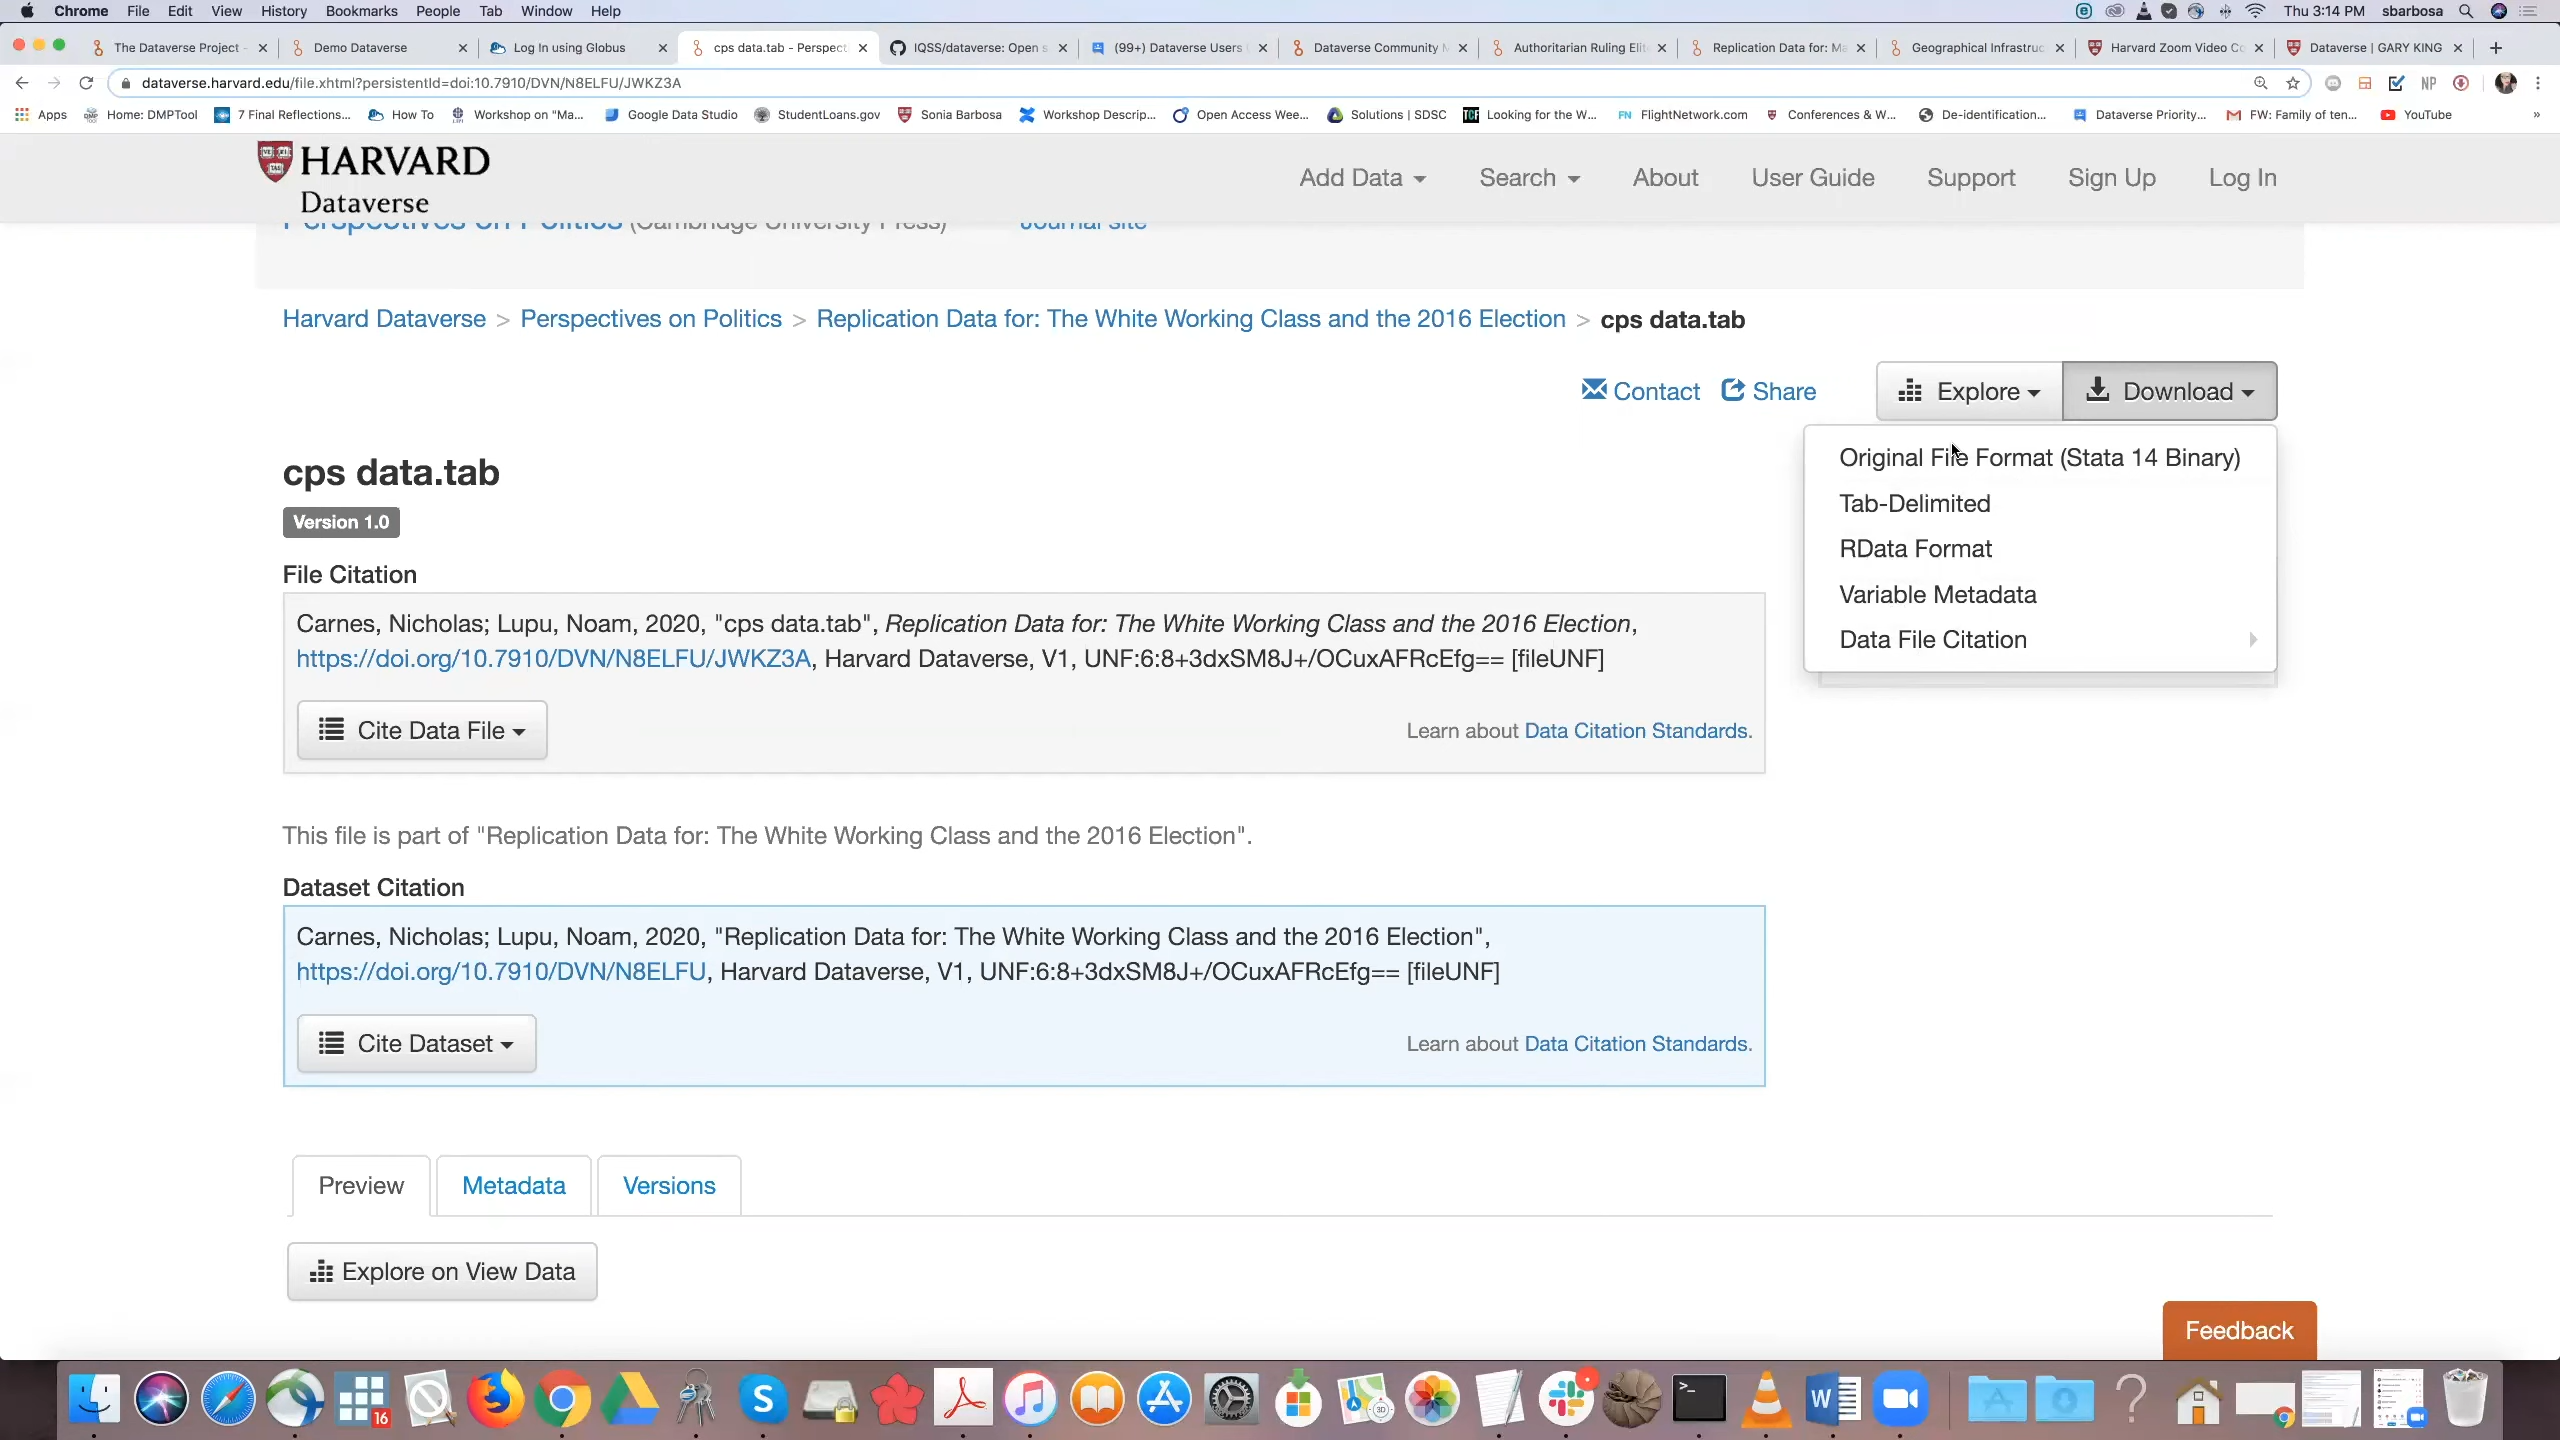 Chrome File Edit View History Bookmarks People Tab Window Help Thu 3:14 PM sbarbosa
The Dataverse Project - Demo Dataverse Log In using Globus cps data.tab - Perspecti IQSS/dataverse: Open s (99+) Dataverse Users Dataverse Community M Authoritarian Ruling Elit Replication Data for: Ma Geographical Infrastruc Harvard Zoom Video Co Dataverse | GARY KING
dataverse.harvard.edu/file.xhtml?persistentId=doi:10.7910/DVN/N8ELFU/JWKZ3A NP
Apps Home: DMPTool 7 Final Reflections... How To Workshop on "Ma... Google Data Studio StudentLoans.gov Sonia Barbosa Workshop Descrip... Open Access Wee... Solutions | SDSC Looking for the W... FlightNetwork.com Conferences & W... De-identification... Dataverse Priority... FW: Family of ten... YouTube »
HARVARD
Dataverse
Add Data Search About User Guide Support Sign Up Log In
Perspectives on Politics (Cambridge University Press) Journal site
Harvard Dataverse > Perspectives on Politics > Replication Data for: The White Working Class and the 2016 Election > cps data.tab
Contact Share Explore Download
Original File Format (Stata 14 Binary)
Tab-Delimited
RData Format
Variable Metadata
Data File Citation
cps data.tab
Version 1.0
File Citation
Carnes, Nicholas; Lupu, Noam, 2020, "cps data.tab", Replication Data for: The White Working Class and the 2016 Election,
https://doi.org/10.7910/DVN/N8ELFU/JWKZ3A, Harvard Dataverse, V1, UNF:6:8+3dxSM8J+/OCuxAFRcEfg== [fileUNF]
Cite Data File Learn about Data Citation Standards.
This file is part of "Replication Data for: The White Working Class and the 2016 Election".
Dataset Citation
Carnes, Nicholas; Lupu, Noam, 2020, "Replication Data for: The White Working Class and the 2016 Election",
https://doi.org/10.7910/DVN/N8ELFU, Harvard Dataverse, V1, UNF:6:8+3dxSM8J+/OCuxAFRcEfg== [fileUNF]
Cite Dataset Learn about Data Citation Standards.
Preview Metadata Versions
Explore on View Data
Feedback
16